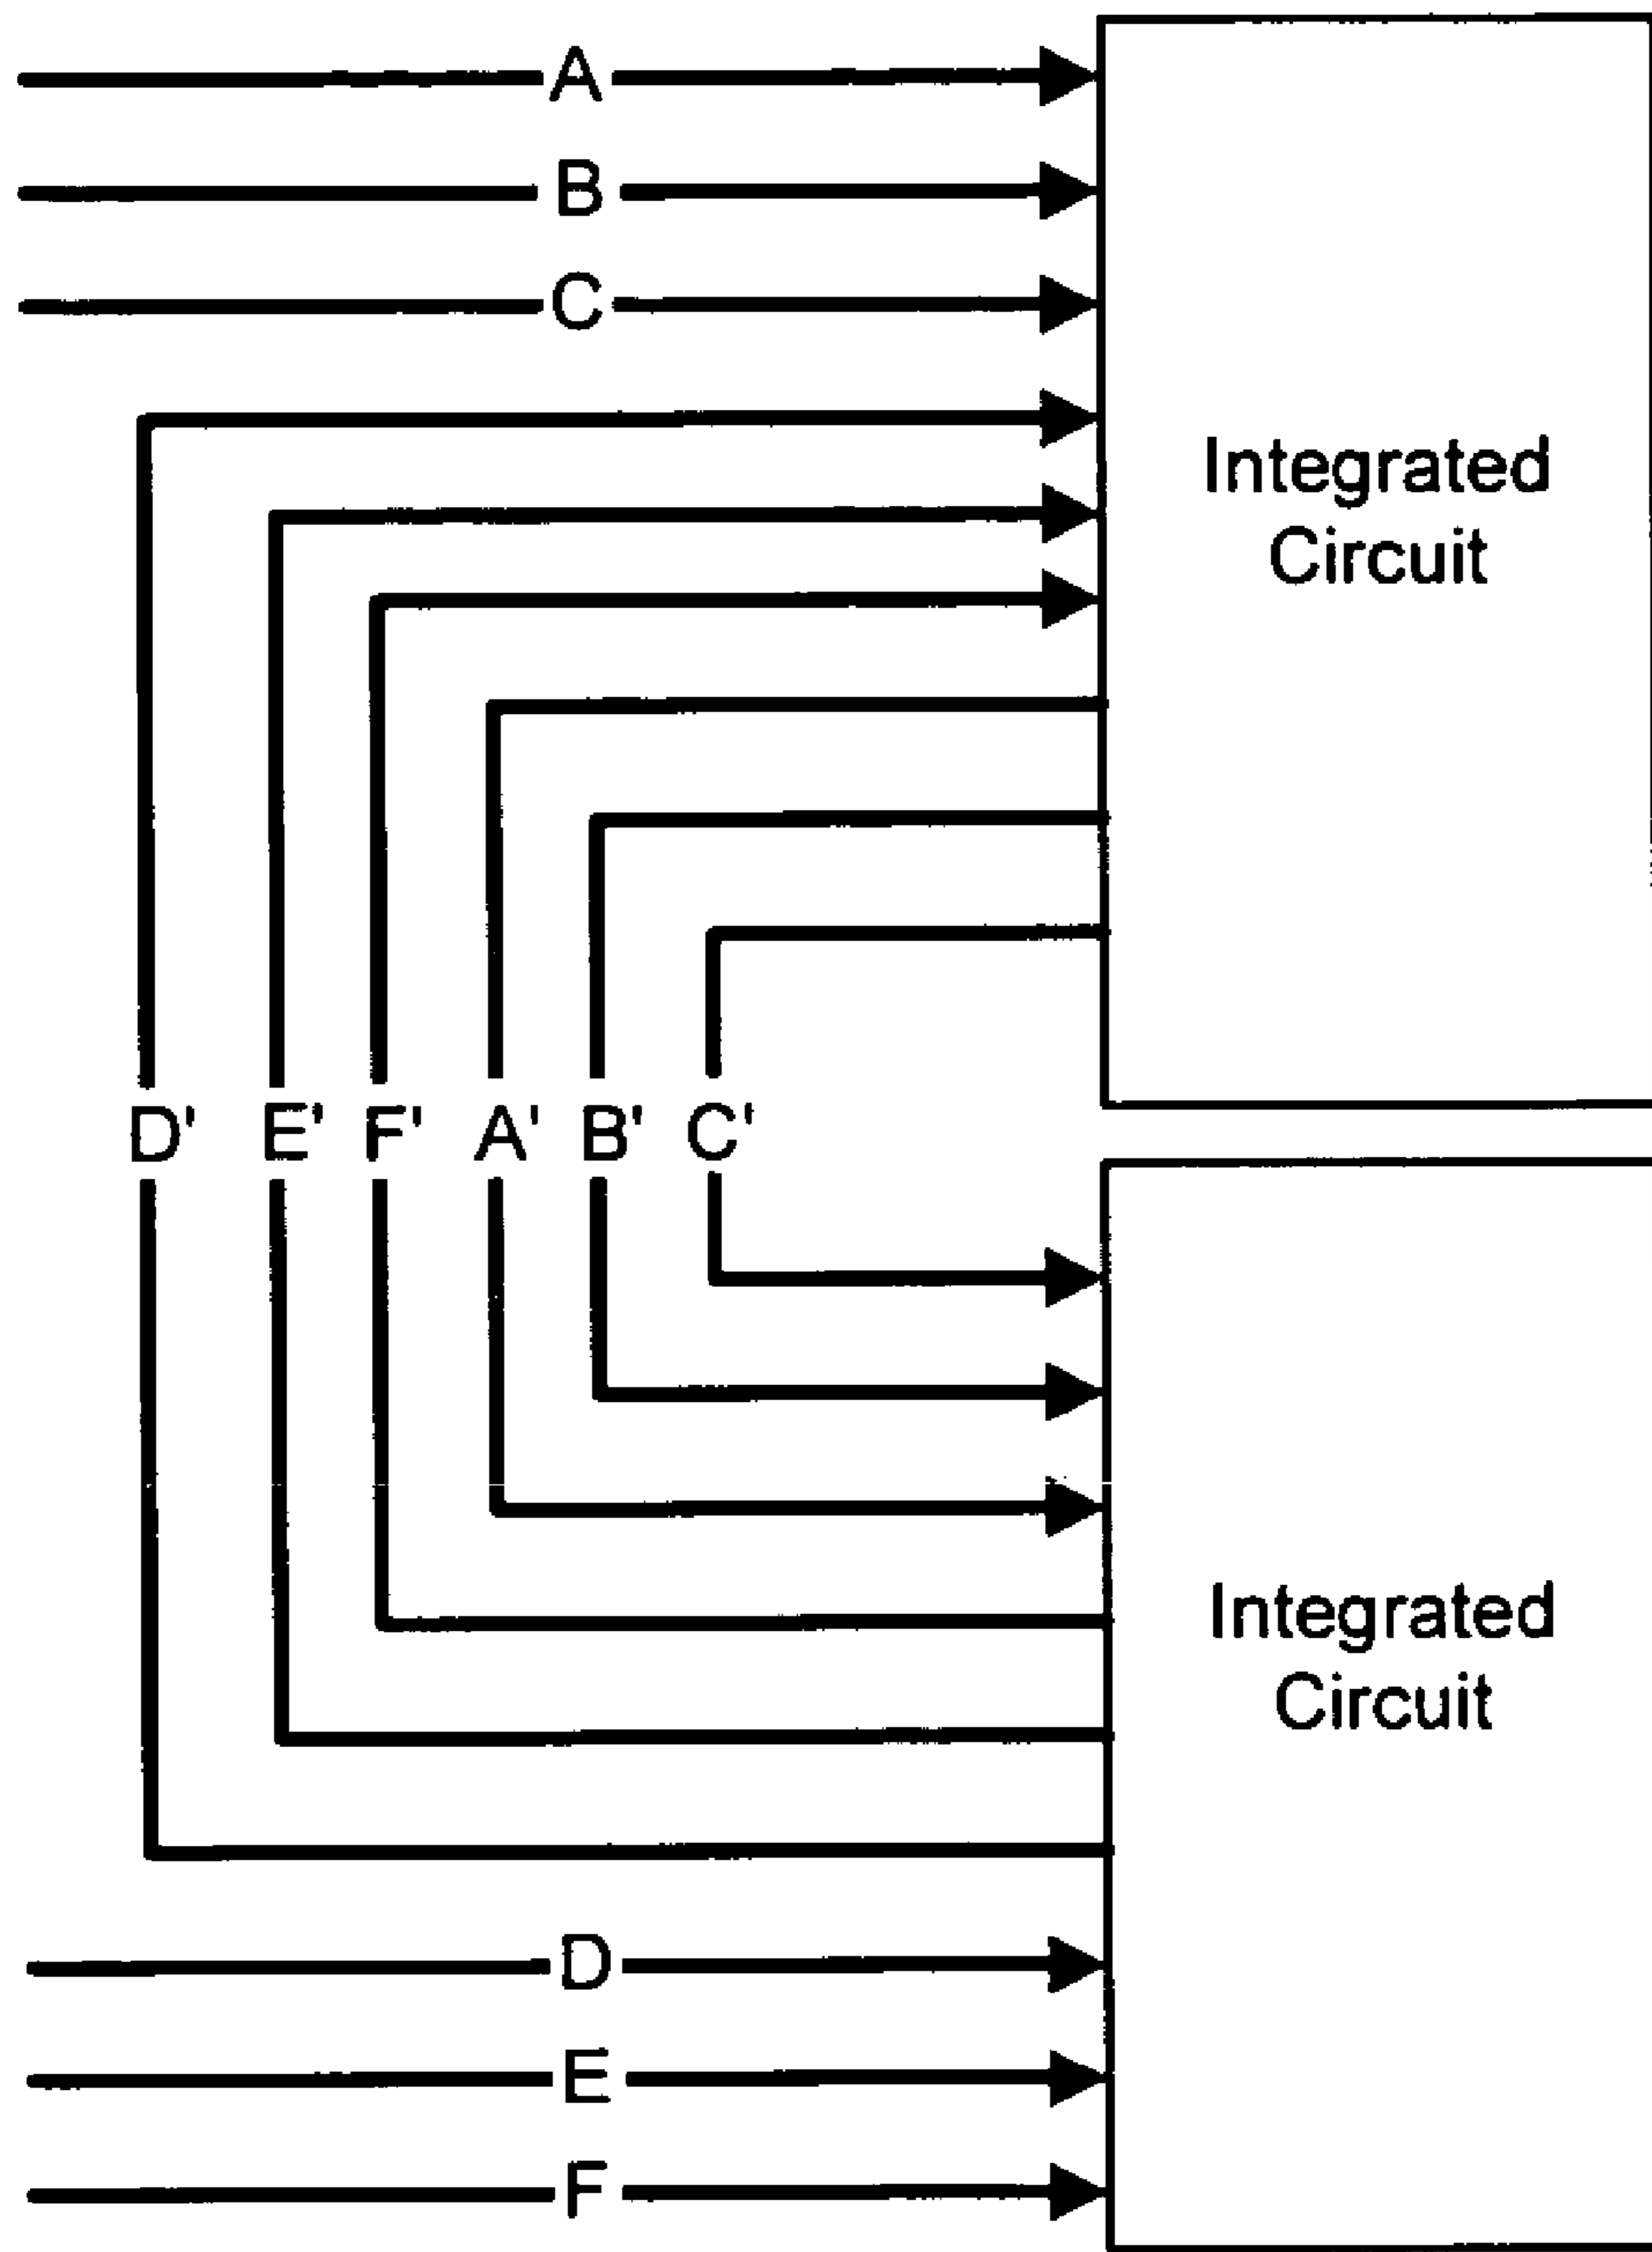 A
B
C
Integrated
Circuit
D' E' F' A' B' C'
Integrated
Circuit
D
E
F